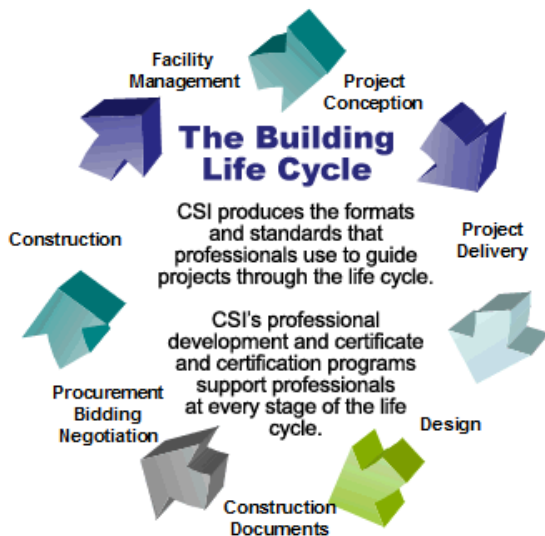 Facility
Management
Project
Conception
The Building
Life Cycle
CSI produces the formats
and standards that
professionals use to guide
projects through the life cycle.
Construction
Project
Delivery
CSI's professional
development and certificate
and certification programs
support professionals
at every stage of the life
cycle.
Procurement
Bidding
Negotiation
Design
Construction
Documents